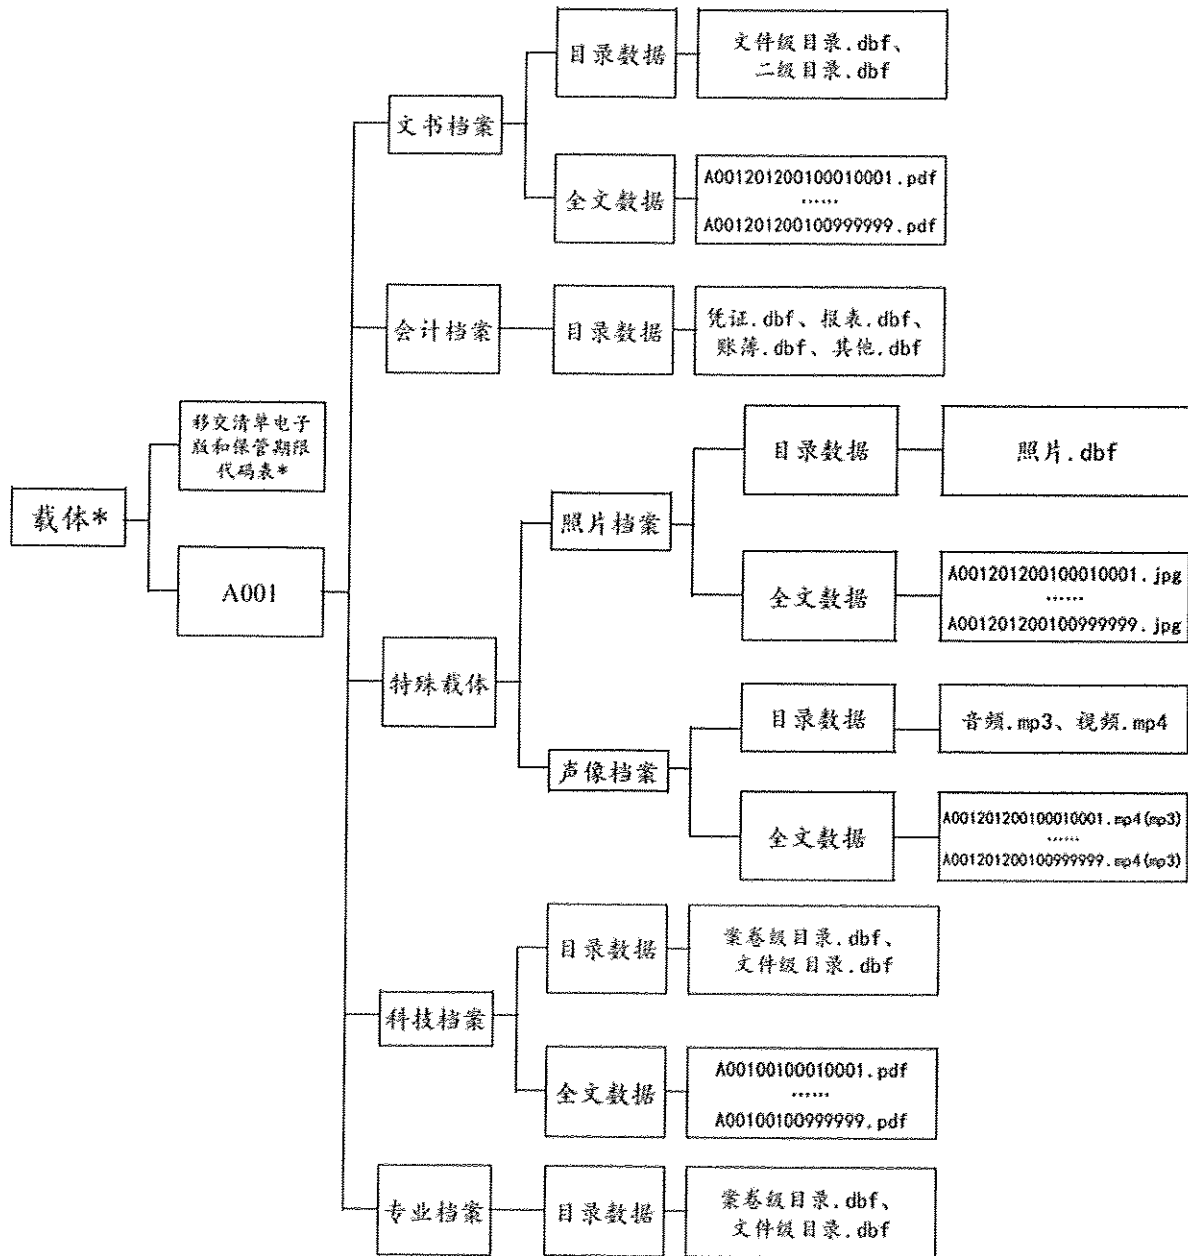 载体*
移交清单电子
版和保管期限
代码表*
A001
文书档案
目录数据
文件级目录.dbf、
二级目录.dbf
全文数据
A001201200100010001.pdf
……
A001201200100999999.pdf
会计档案
目录数据
凭证.dbf、报表.dbf、
账薄.dbf、其他.dbf
特殊载体
照片档案
目录数据
照片.dbf
全文数据
A001201200100010001.jpg
……
A001201200100999999.jpg
声像档案
目录数据
音频.mp3、视频.mp4
全文数据
A001201200100010001.mp4(mp3)
……
A001201200100999999.mp4(mp3)
科技档案
目录数据
案卷级目录.dbf、
文件级目录.dbf
全文数据
A00100100010001.pdf
……
A00100100999999.pdf
专业档案
目录数据
案卷级目录.dbf、
文件级目录.dbf